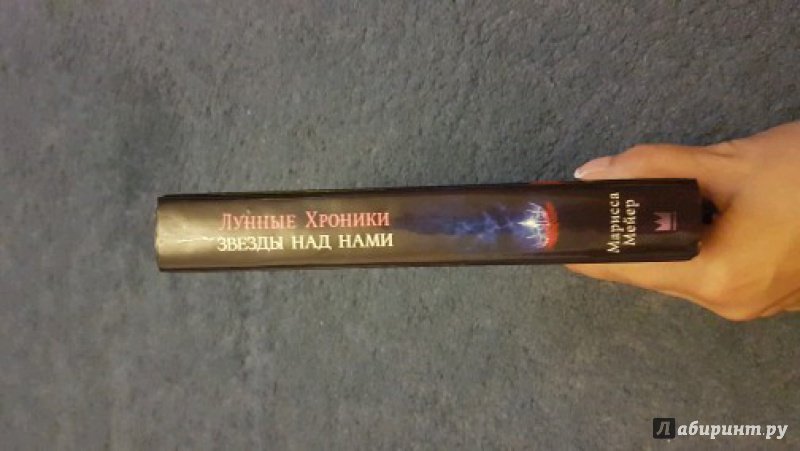 Лунные Хроники
ЗВЕЗДЫ НАД НАМИ
Марисса
Мейер
Лабиринт.ру